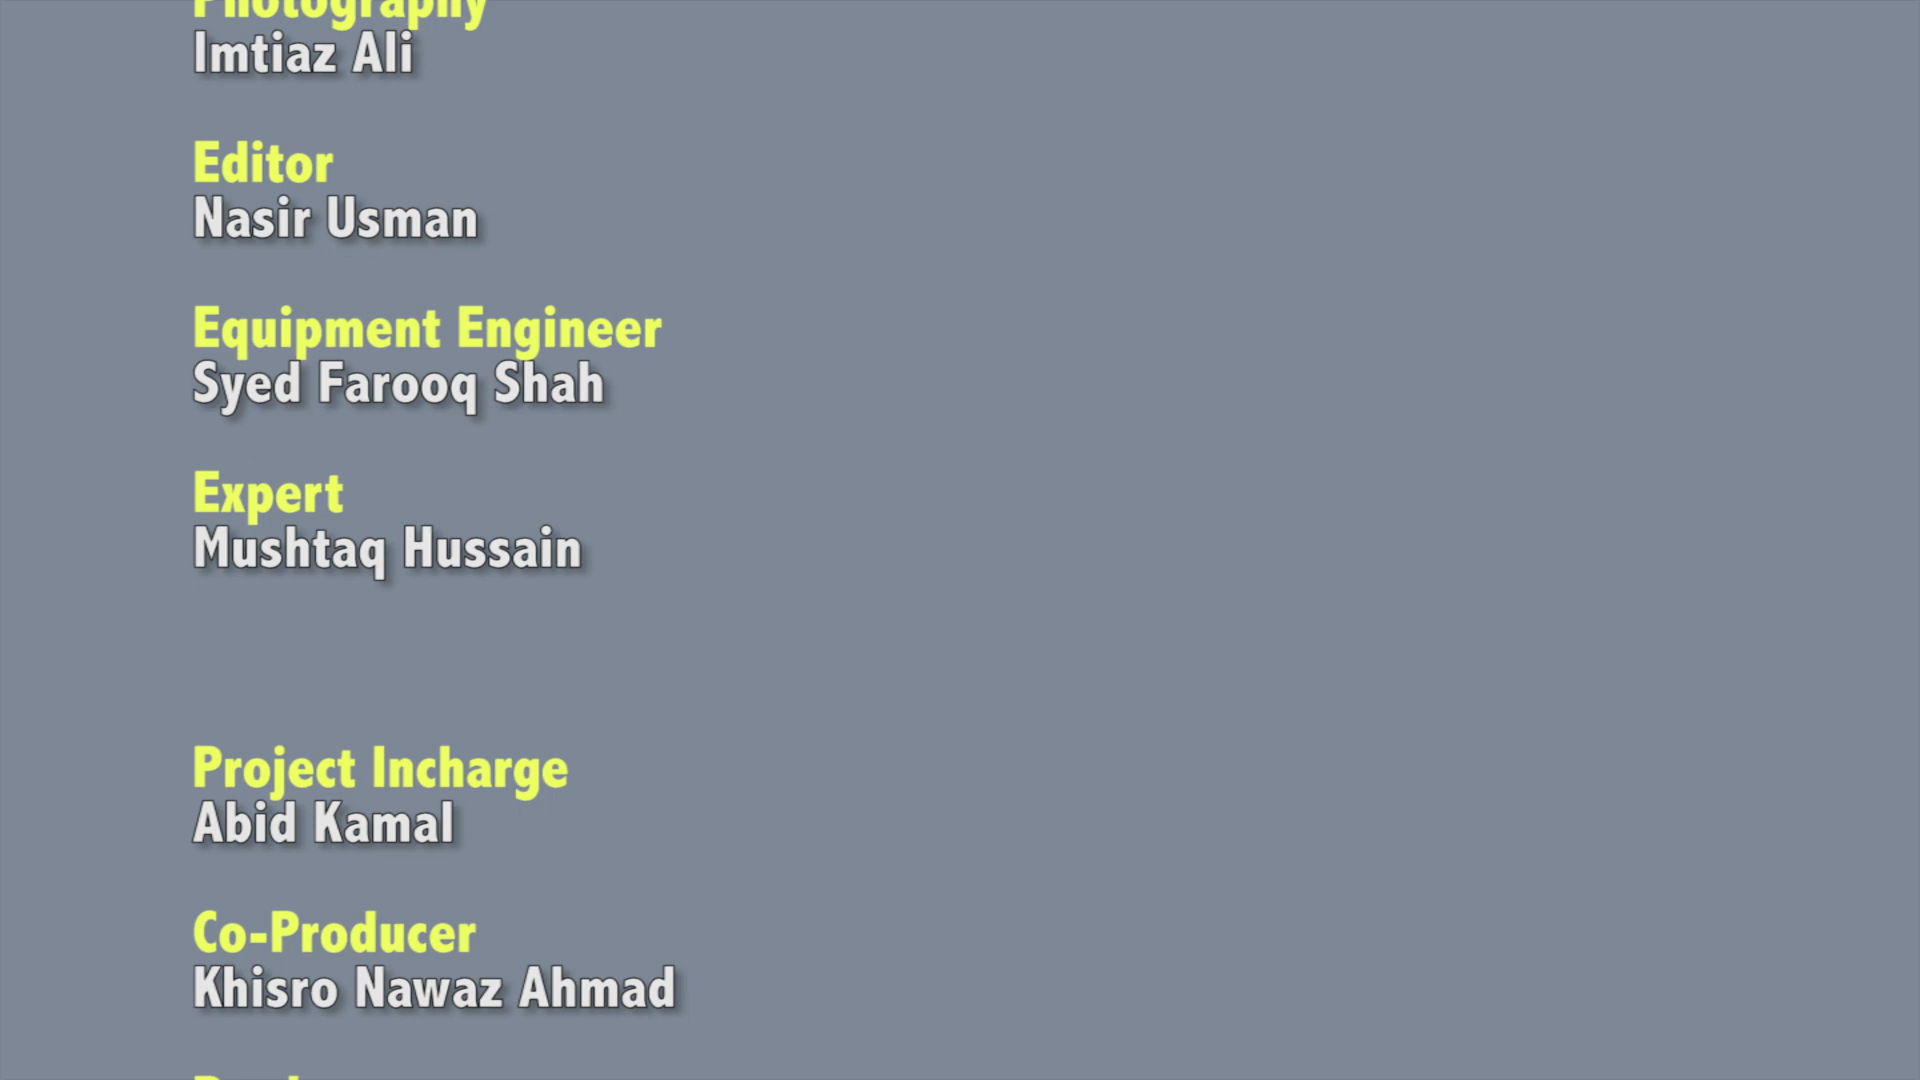 Photography
Imtiaz Ali
Editor
Nasir Usman
Equipment Engineer
Syed Farooq Shah
Expert
Mushtaq Hussain
Project Incharge
Abid Kamal
Co-Producer
Khisro Nawaz Ahmad